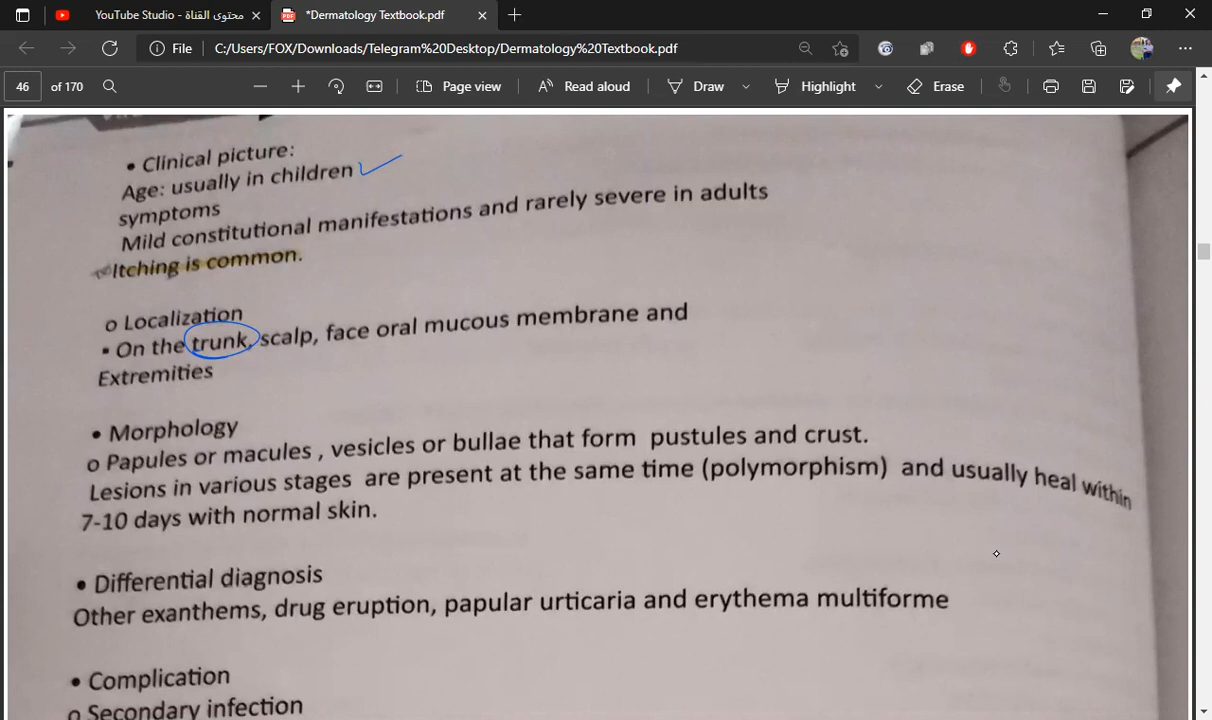 YouTube Studio - محتوى القناة
*Dermatology Textbook.pdf
File
C:/Users/FOX/Downloads/Telegram%20Desktop/Dermatology%20Textbook.pdf
46
of 170
Page view
Read aloud
Draw
Highlight
Erase
• Clinical picture:
Age: usually in children
symptoms
Mild constitutional manifestations and rarely severe in adults
Itching is common.
o Localization
▪ On the trunk, scalp, face oral mucous membrane and
Extremities
• Morphology
o Papules or macules , vesicles or bullae that form pustules and crust.
Lesions in various stages are present at the same time (polymorphism) and usually heal within
7-10 days with normal skin.
• Differential diagnosis
Other exanthems, drug eruption, papular urticaria and erythema multiforme
• Complication
o Secondary infection